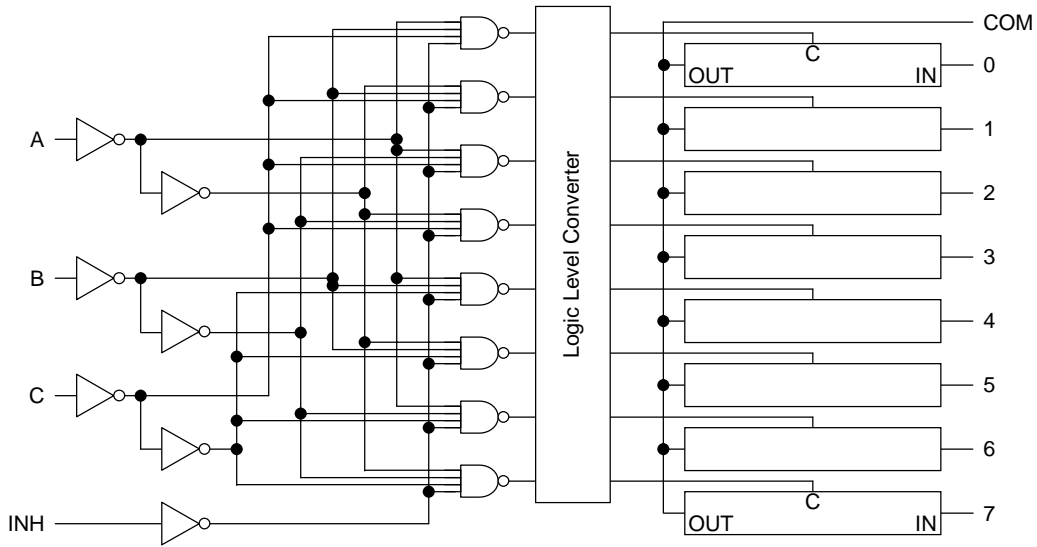 COM
C
OUT IN 0
1
A
2
3
Logic Level Converter
B
4
5
C
6
C
INH
OUT IN 7